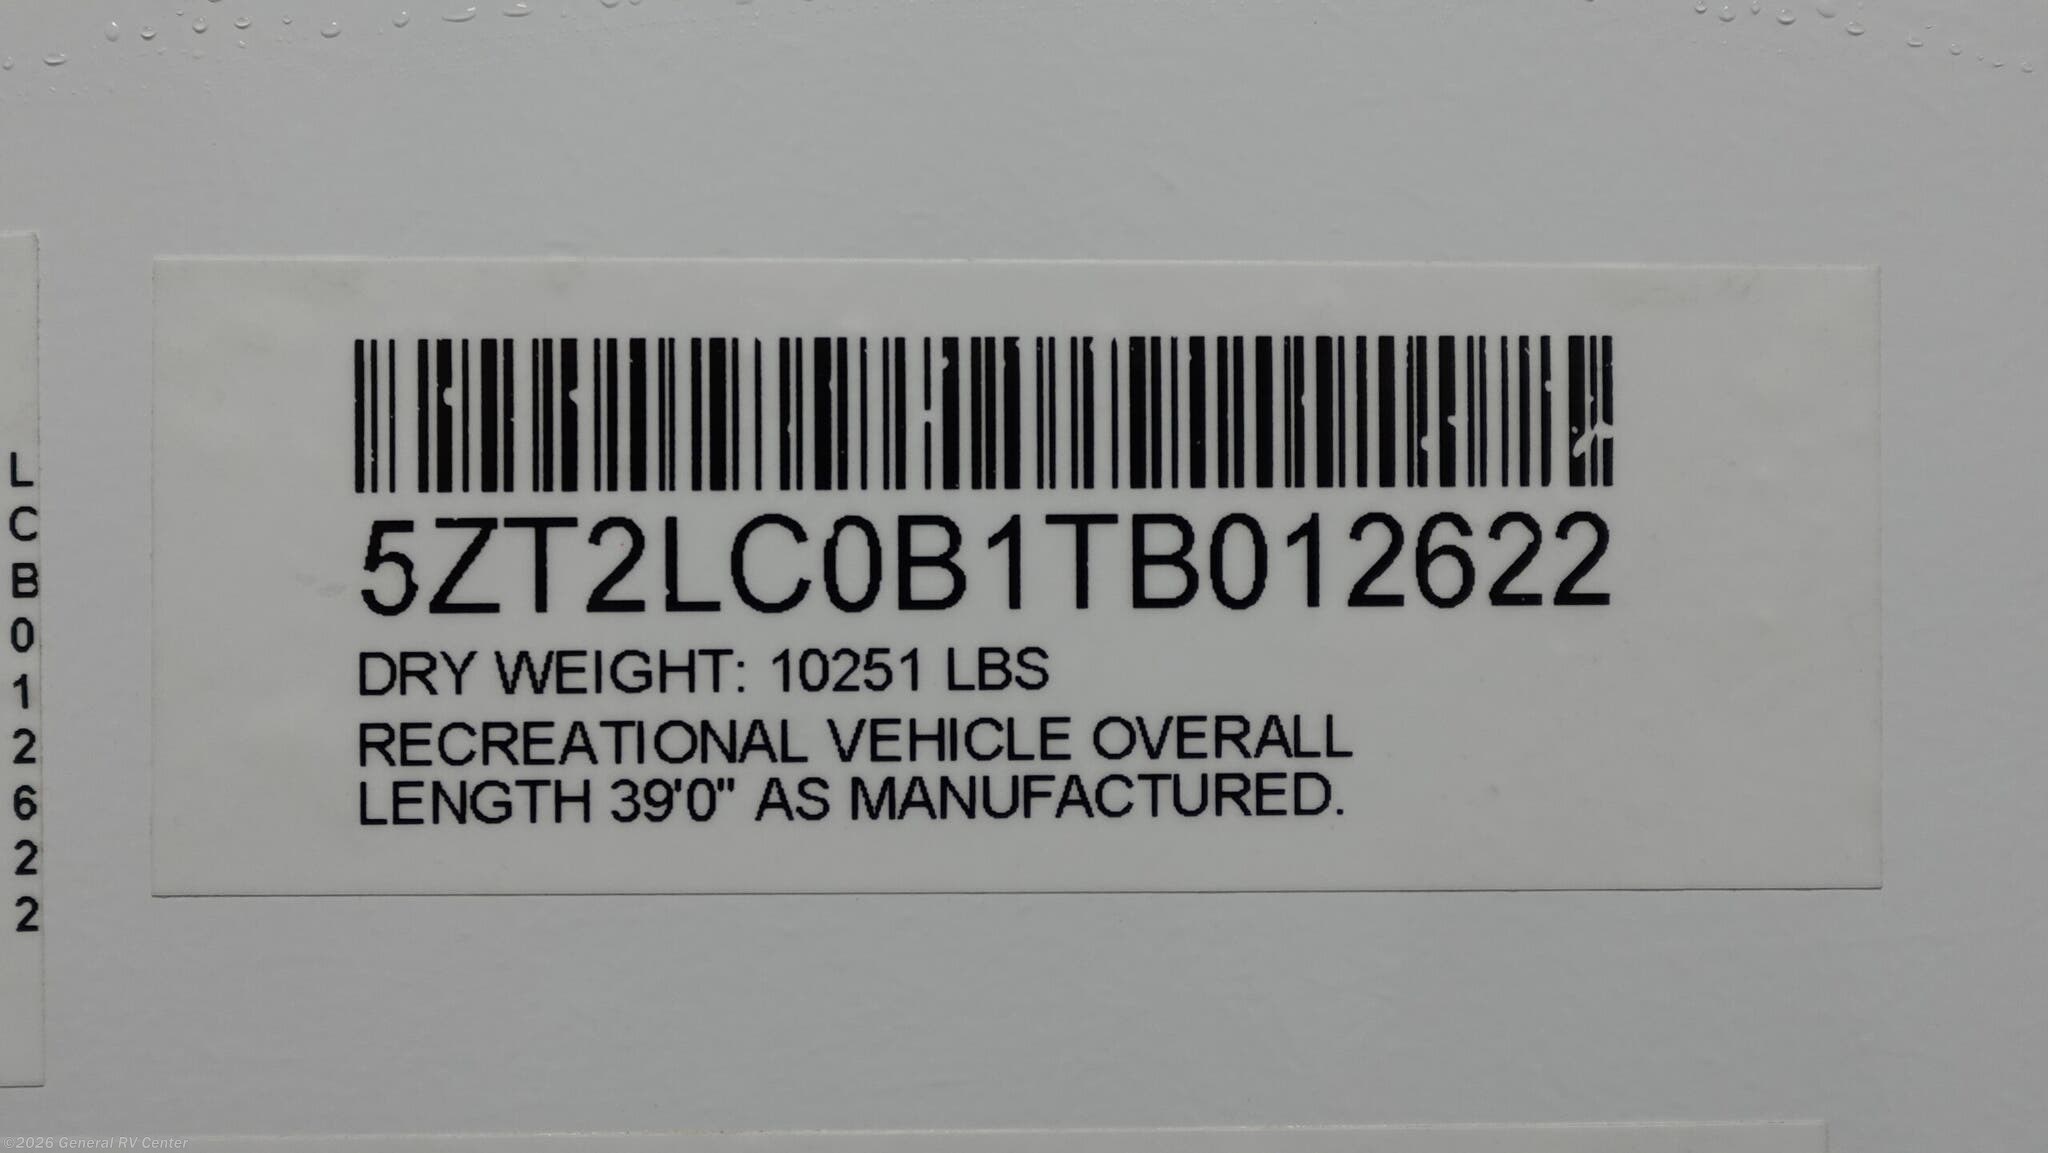 L
C
B
0
1
2
6
2
2
5ZT2LC0B1TB012622
DRY WEIGHT: 10251 LBS
RECREATIONAL VEHICLE OVERALL
LENGTH 39'0" AS MANUFACTURED.
©2026 General RV Center